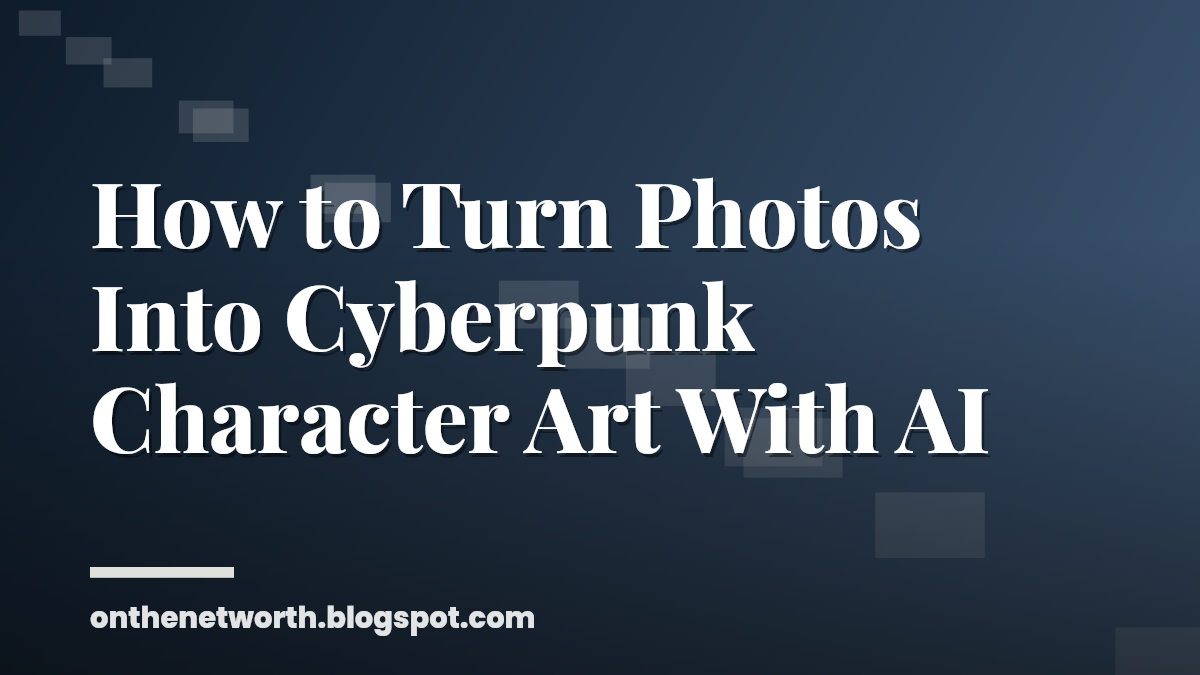 How to Turn Photos
Into Cyberpunk
Character Art With AI
onthenetworth.blogspot.com